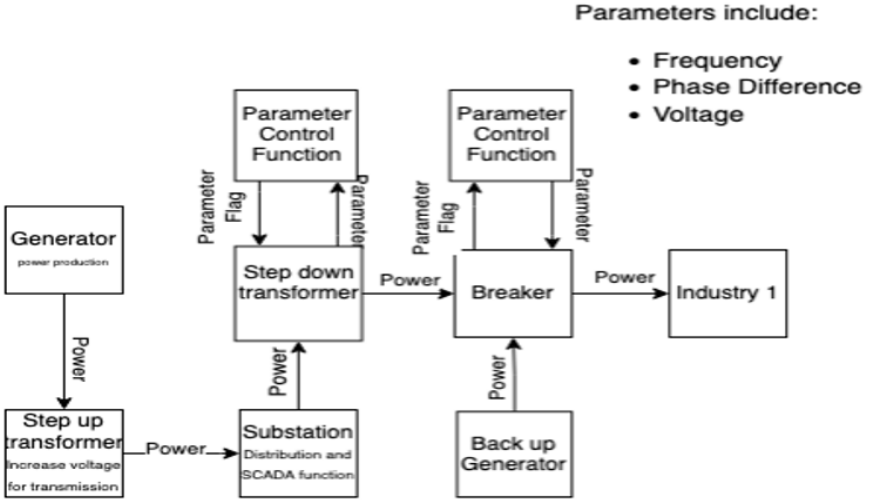 Parameters include:
• Frequency
• Phase Difference
• Voltage
Parameter
Control
Function
Parameter
Control
Function
Parameter
Flag
Parameter
Parameter
Flag
Parameter
Generator
power production
Step down
transformer
Power
Breaker
Power
Industry 1
Power
Power
Power
Step up
transformer
Increase voltage
for transmission
Power
Substation
Distribution and
SCADA function
Back up
Generator